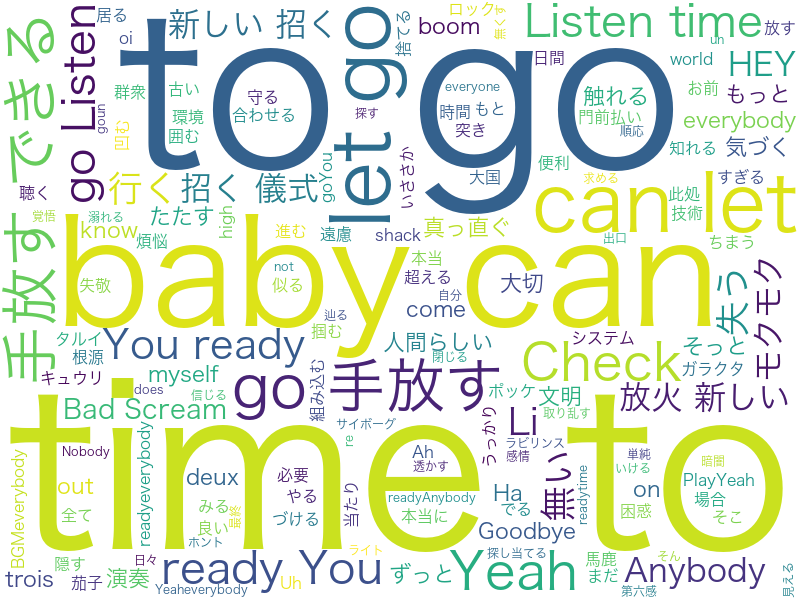 居る
oi
新しい 招く
捨てる
boom
ロック
無くす
Listen time
放す
to go
let go
日間
world
un
HEY
手放す できる
go Listen
goun
群衆
古い
守る
everyone
環境
合わせる
探す
時間
もと
触れる
お前
もっと
凹む
囲む
突き
門前払い
順応
everybody
聴く
行く
招く 儀式
goYou
いささか
大国
便利
求める
can let
知れる
気づく
すぎる
此処
技術
覚悟
溺れる
たたす
high
know
煩悩
進む
遠慮
shack
真っ直ぐ
出口
ちまう
baby can
失敬
not
似る
本当
超える
自分
come
大切
失う
モクモク
辿る
掴む
タルイ
根源
You ready
人間らしい
閉じる
システム
そっと
キュウリ
myself
does
信じる
組み込む
go 手放す
Check
ガラクタ
ポッケ
文明
放火 新しい
Bad Scream
サイボーグ
Li
取り乱す
time to
BGMeverybody
Nobody
readyeverybody
re
Ah
透かす
うっかり
ラビリンス
感情
無い
単純
いける
暗闇
out
deux
必要
やる
当たり
readyAnybody
Ha
でる
on
readytime
PlayYeah
場合
そこ
全て
みる
良い
づける
最終
本当に
Goodbye
困惑
隠す
ホント
ライト
探し当てる
そん
見える
trois
茄子
演奏
日々
ready You
Uh
ずっと
Yeah
馬鹿
まだ
Anybody
Yeaheverybody
第六感